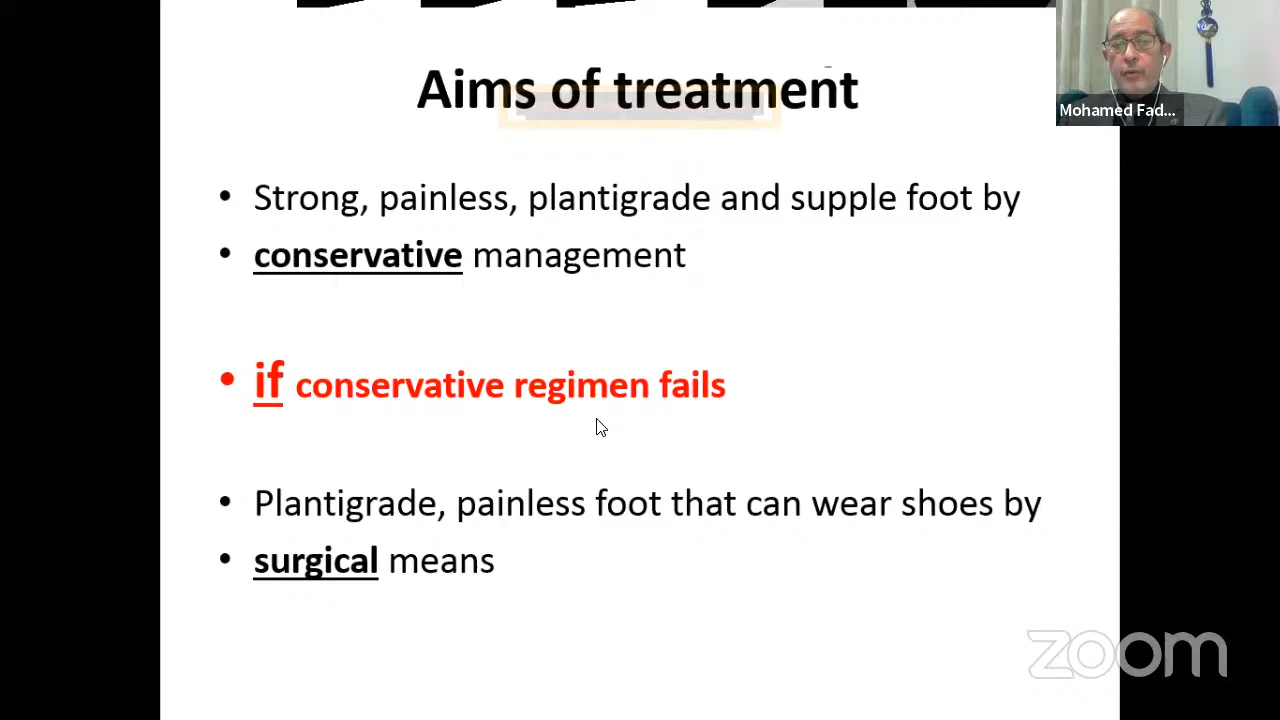 Aims of treatment
Mohamed Fad...
• Strong, painless, plantigrade and supple foot by
• conservative management
• if conservative regimen fails
• Plantigrade, painless foot that can wear shoes by
• surgical means
zoom